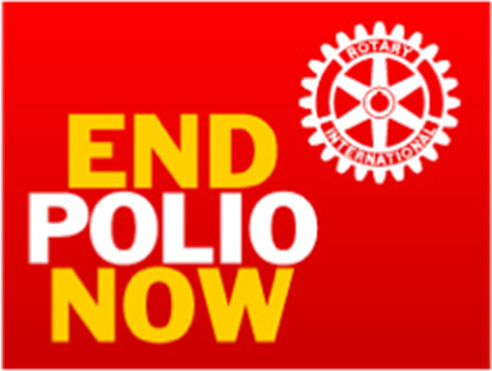 ROTARY
INTERNATIONAL
END
POLIO
NOW